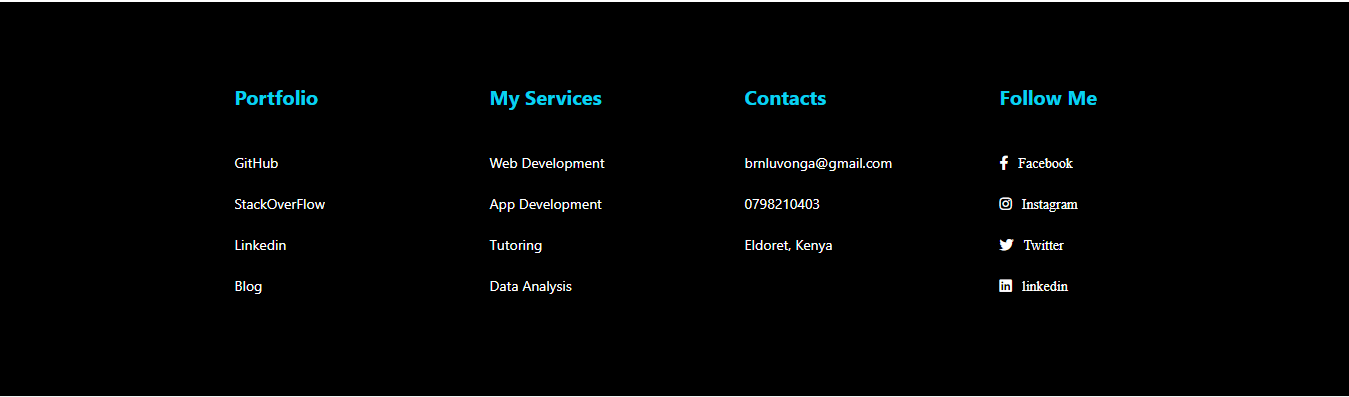 Portfolio
GitHub
StackOverFlow
Linkedin
Blog
My Services
Web Development
App Development
Tutoring
Data Analysis
Contacts
brnluvonga@gmail.com
0798210403
Eldoret, Kenya
Follow Me
Facebook
Instagram
Twitter
linkedin